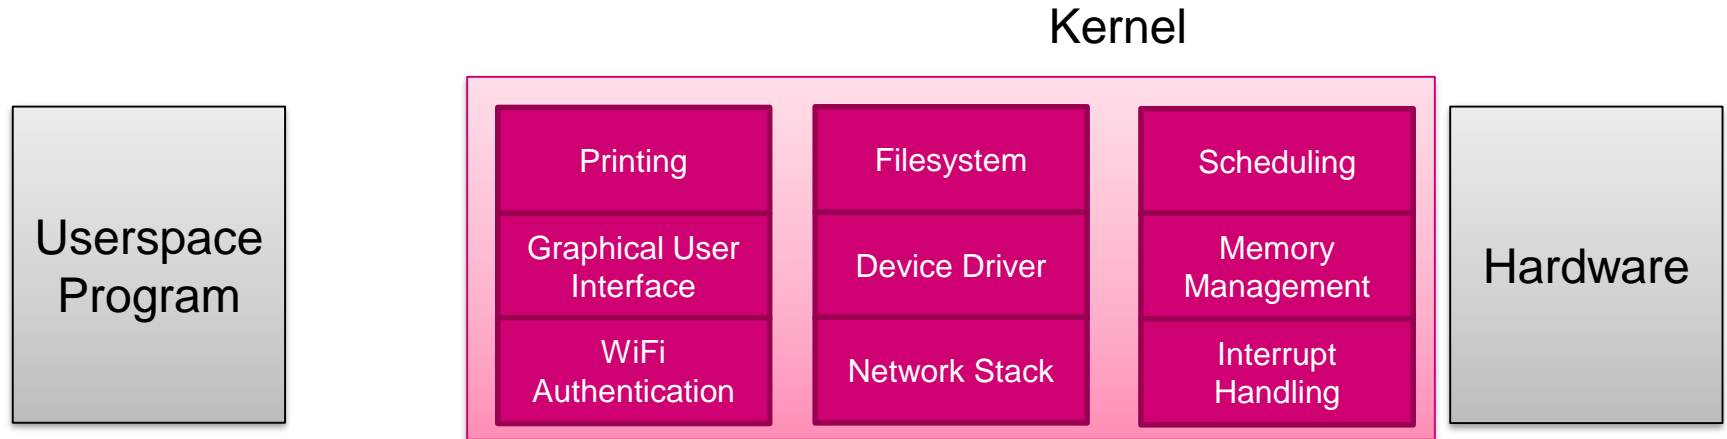 Kernel
Userspace
Program
Printing
Graphical User
Interface
WiFi
Authentication
Filesystem
Device Driver
Network Stack
Scheduling
Memory
Management
Interrupt
Handling
Hardware